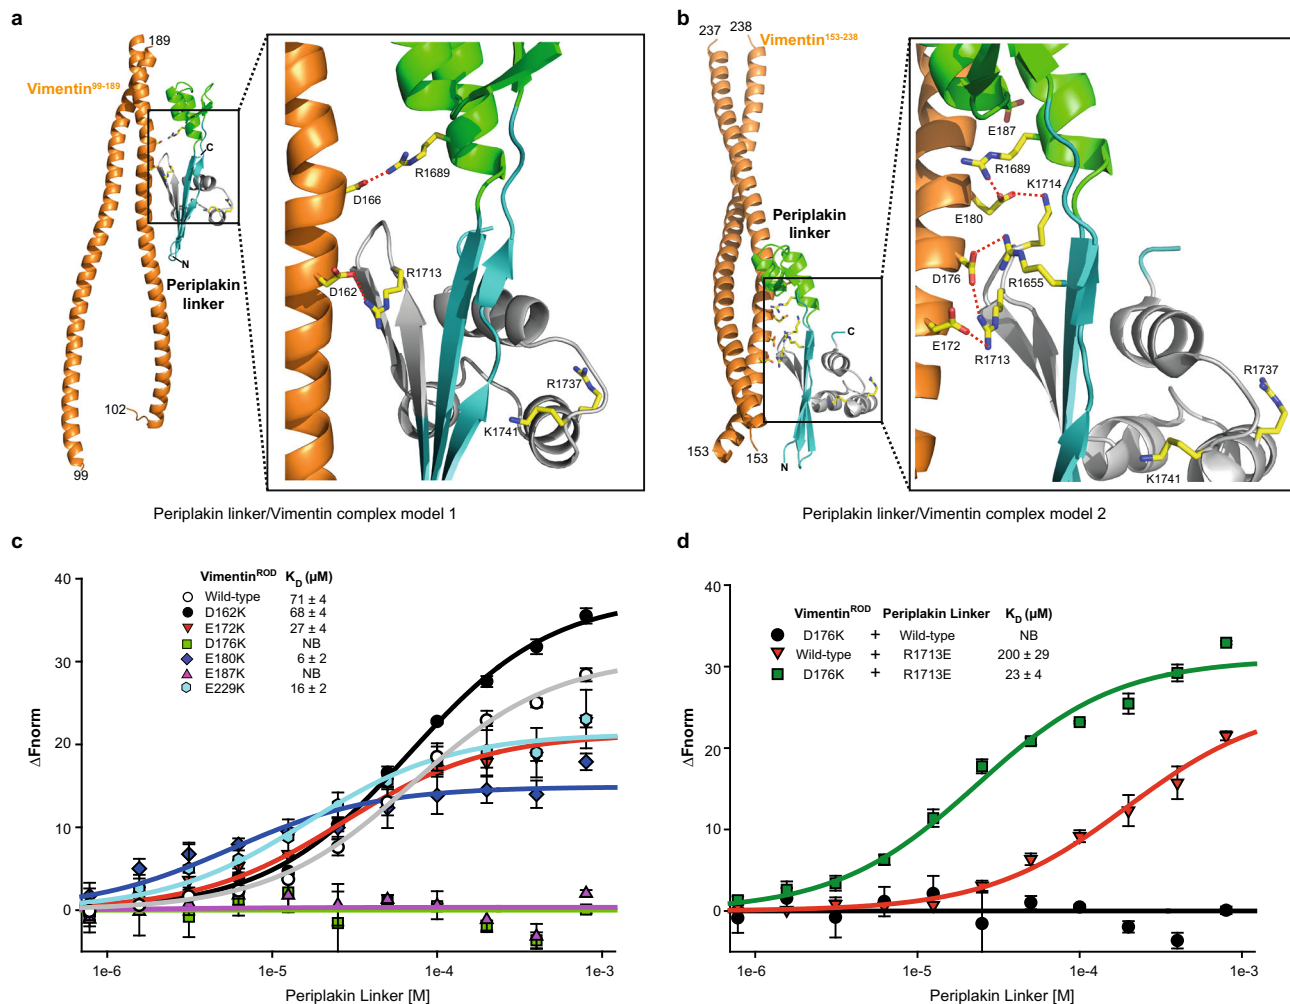 a
189
Vimentin99-189
C
N
Periplakin
linker
102
99
R1689
D166
R1713
D162
R1737
K1741
Periplakin linker/Vimentin complex model 1
b
237 238
Vimentin153-238
Periplakin
linker
C
153
153
N
E187
R1689
K1714
E180
D176
R1655
E172
R1713
R1737
K1741
Periplakin linker/Vimentin complex model 2
c
VimentinROD KD (µM)
Wild-type 71 ± 4
D162K 68 ± 4
E172K 27 ± 4
D176K NB
E180K 6 ± 2
E187K NB
E229K 16 ± 2
40
30
20
10
0
ΔFnorm
1e-6 1e-5 1e-4 1e-3
Periplakin Linker [M]
d
VimentinROD Periplakin Linker KD (µM)
D176K + Wild-type NB
Wild-type + R1713E 200 ± 29
D176K + R1713E 23 ± 4
40
30
20
10
0
ΔFnorm
1e-6 1e-5 1e-4 1e-3
Periplakin Linker [M]